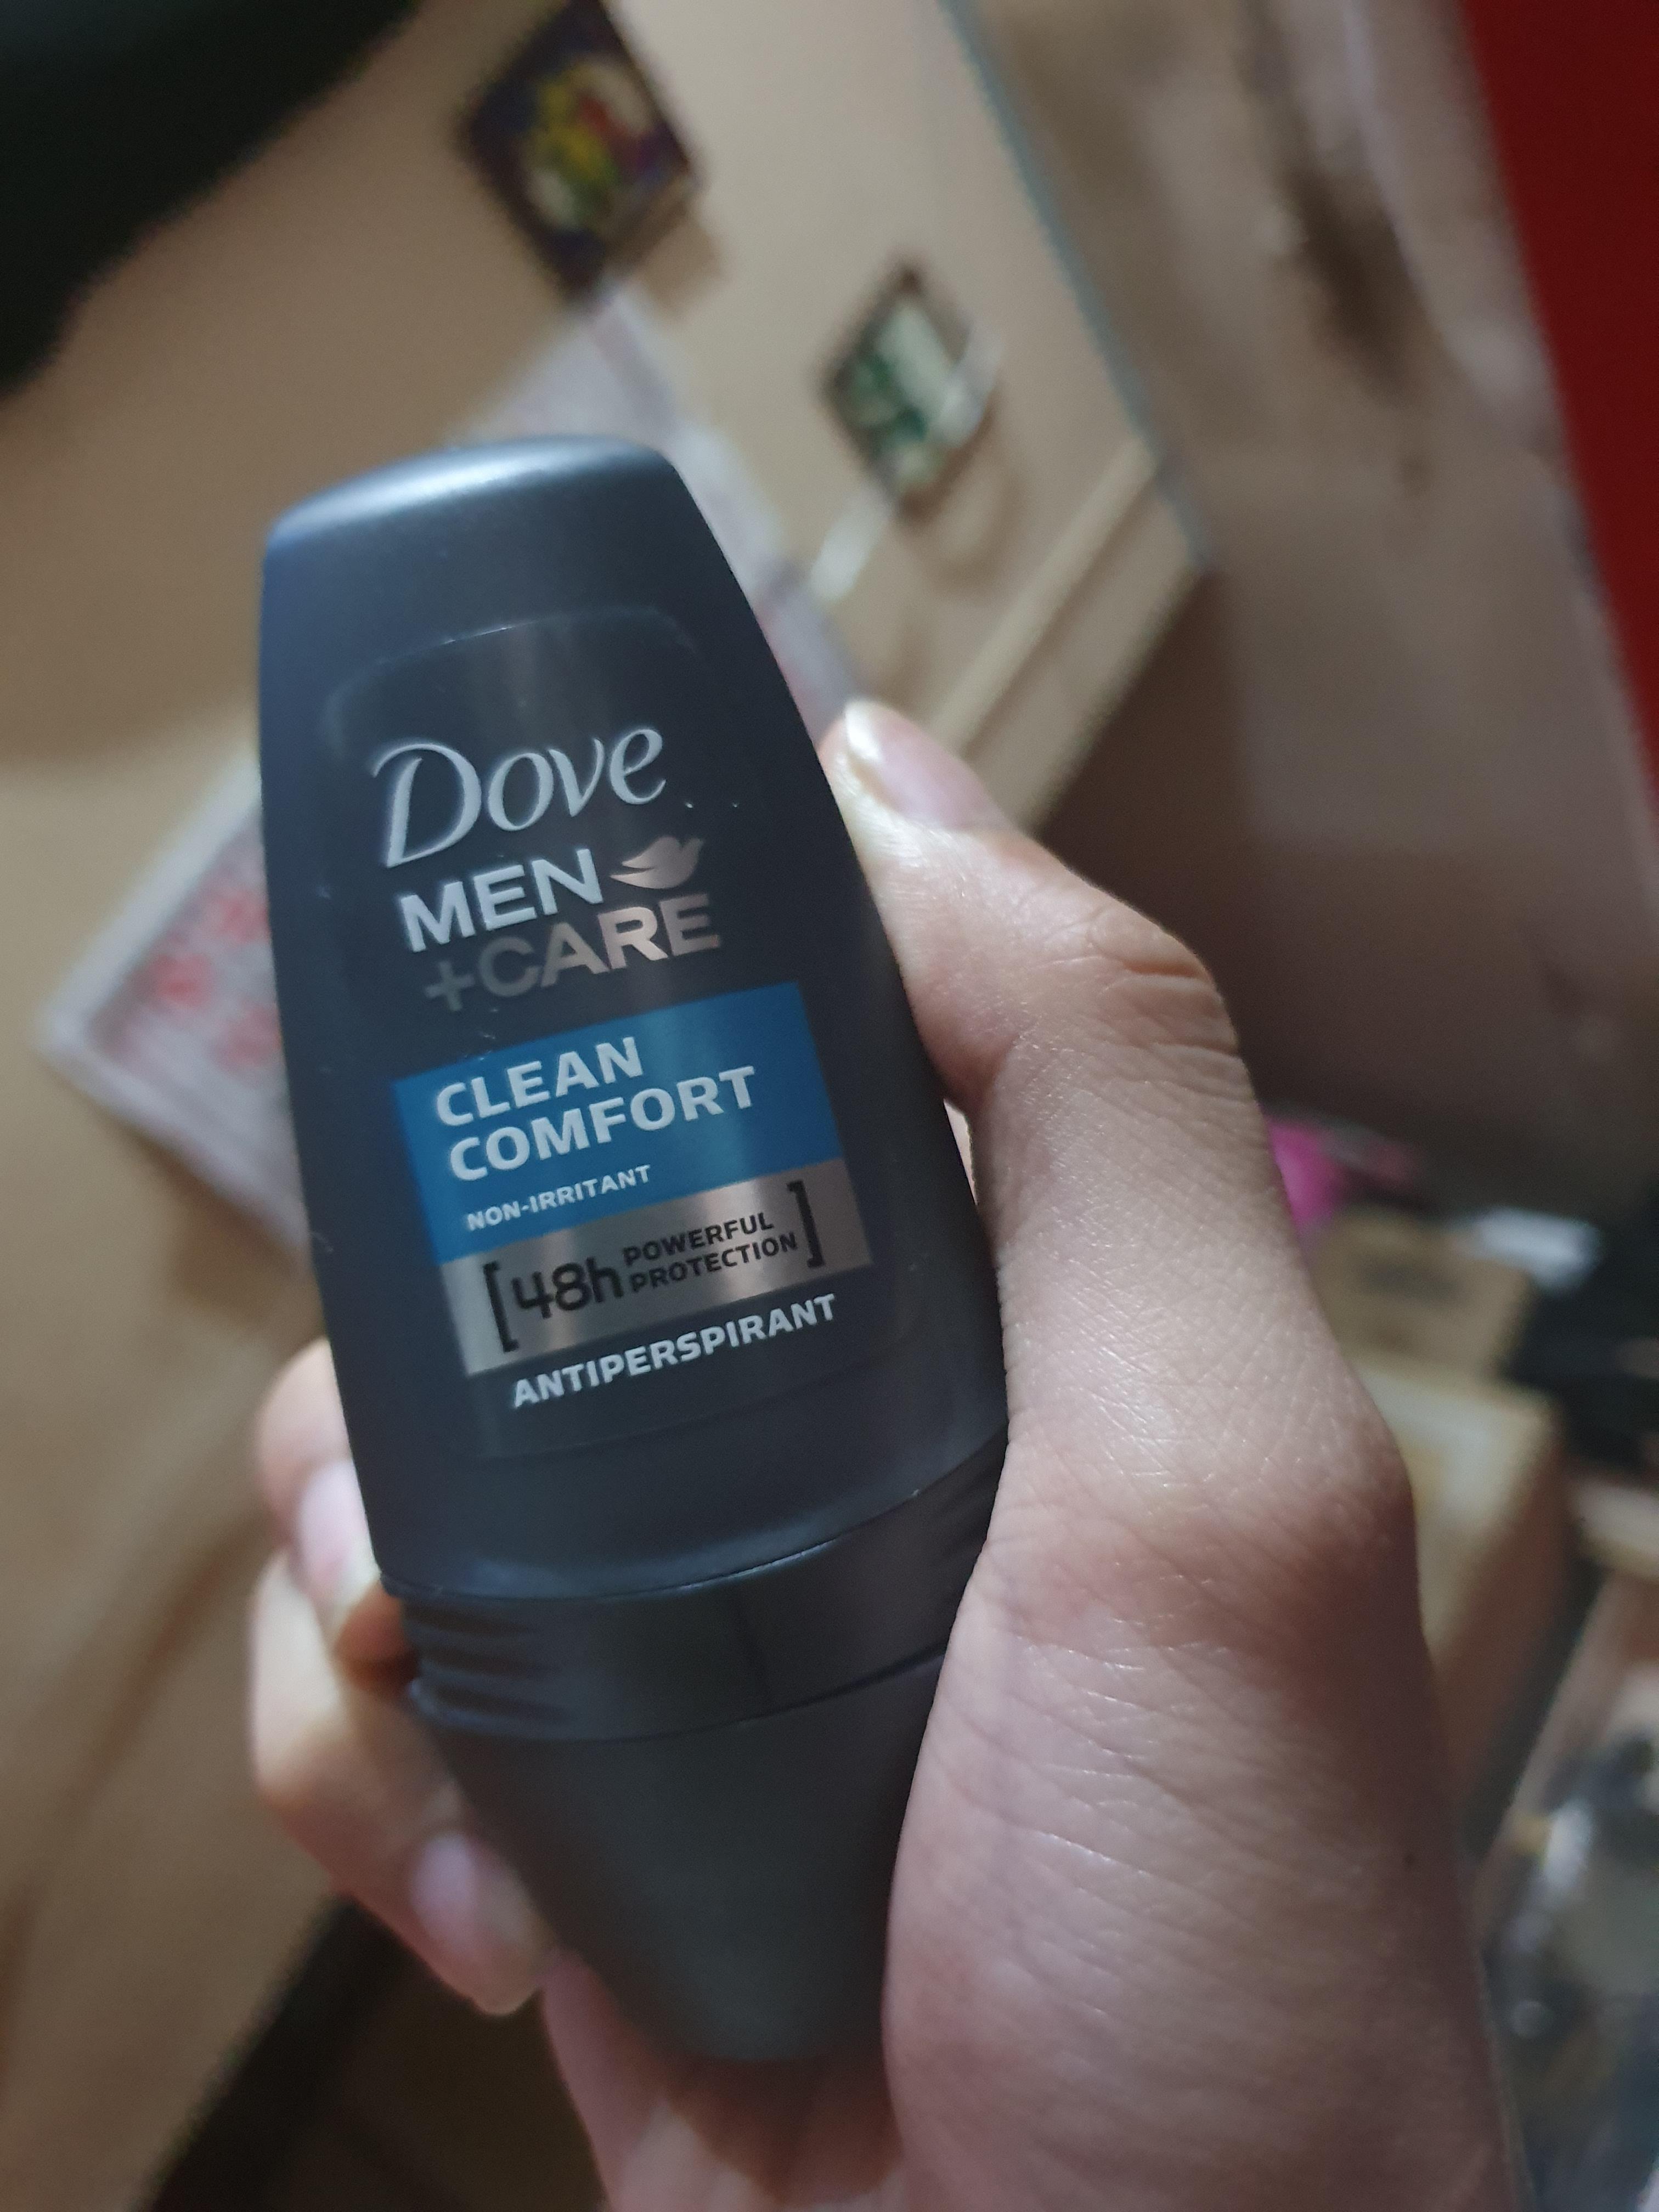 Dove
MEN
+CARE
CLEAN
COMFORT
NON-IRRITANT
[48h POWERFUL
PROTECTION]
ANTIPERSPIRANT